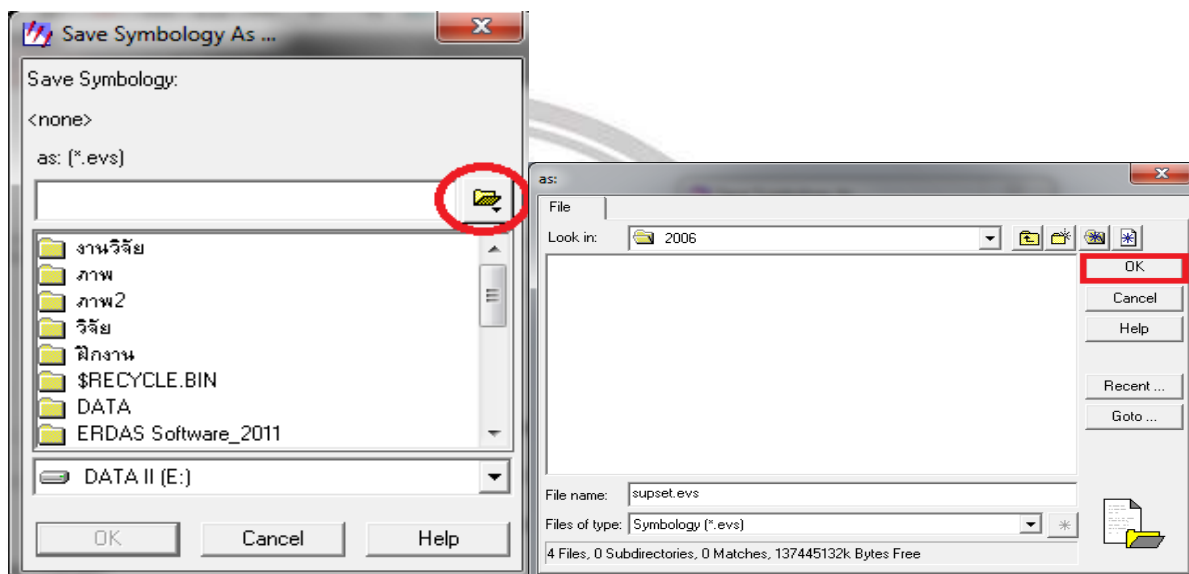 Save Symbology As ...
Save Symbology:
<none>
as: (*.evs)
งานวิจัย
ภาพ
ภาพ2
วิจัย
ฝึกงาน
$RECYCLE.BIN
DATA
ERDAS Software_2011
DATA II (E:)
OK Cancel Help
as:
File
Look in: 2006
OK
Cancel
Help
Recent ...
Goto ...
File name: supset.evs
Files of type: Symbology (*.evs)
4 Files, 0 Subdirectories, 0 Matches, 137445132k Bytes Free